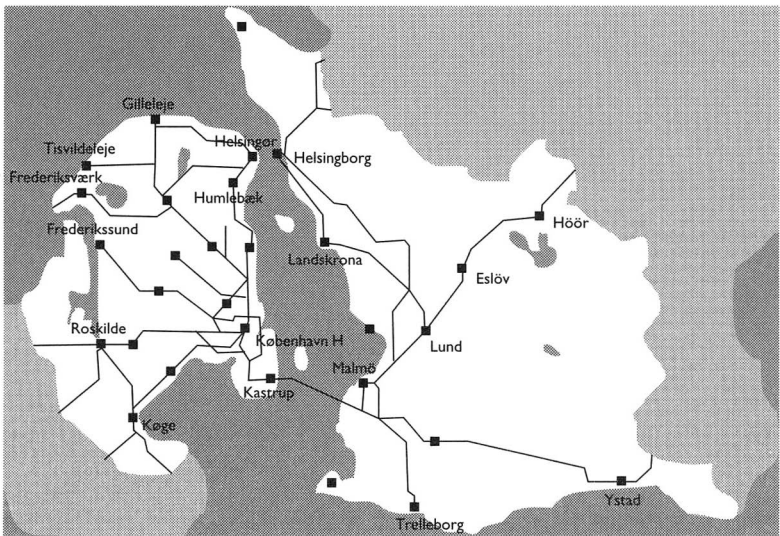 Gilleleje
Helsingør
Helsingborg
Tisvildeleje
Frederiksværk
Humlebæk
Frederikssund
Höör
Landskrona
Eslöv
Roskilde
København H
Lund
Malmö
Kastrup
Køge
Ystad
Trelleborg